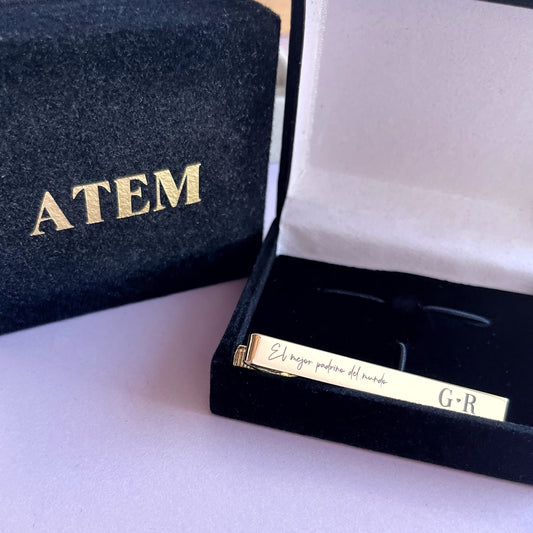 ATEM
El mejor padrino del mundo
G♥R